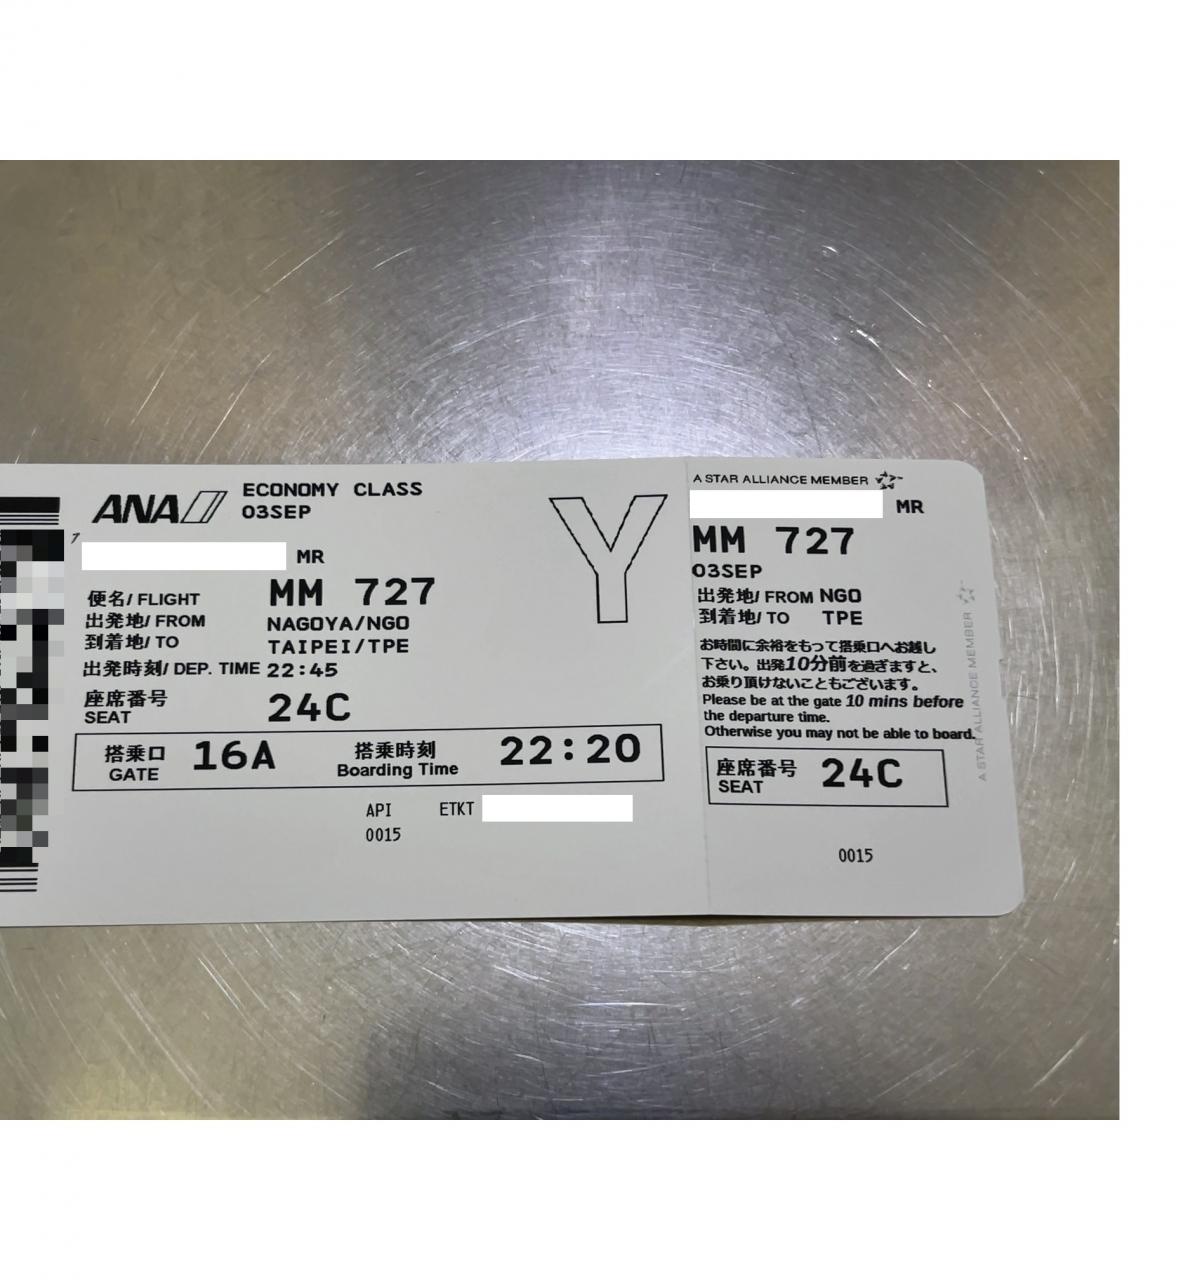 ANA
ECONOMY CLASS
03SEP
7
MR
便名/ FLIGHT MM 727
出発地/ FROM NAGOYA/NGO
到着地/ TO TAIPEI/TPE
出発時刻/ DEP. TIME 22:45
座席番号
SEAT
24C
搭乗口
GATE
16A
搭乗時刻
Boarding Time
22:20
API ETKT
0015
Y
A STAR ALLIANCE MEMBER
MR
MM 727
03SEP
出発地/ FROM NGO
到着地/ TO TPE
お時間に余裕をもって搭乗口へお越し
下さい。出発10分前を過ぎますと、
お乗り頂けないこともございます。
Please be at the gate 10 mins before
the departure time.
Otherwise you may not be able to board.
座席番号
SEAT
24C
0015
A STAR ALLIANCE MEMBER